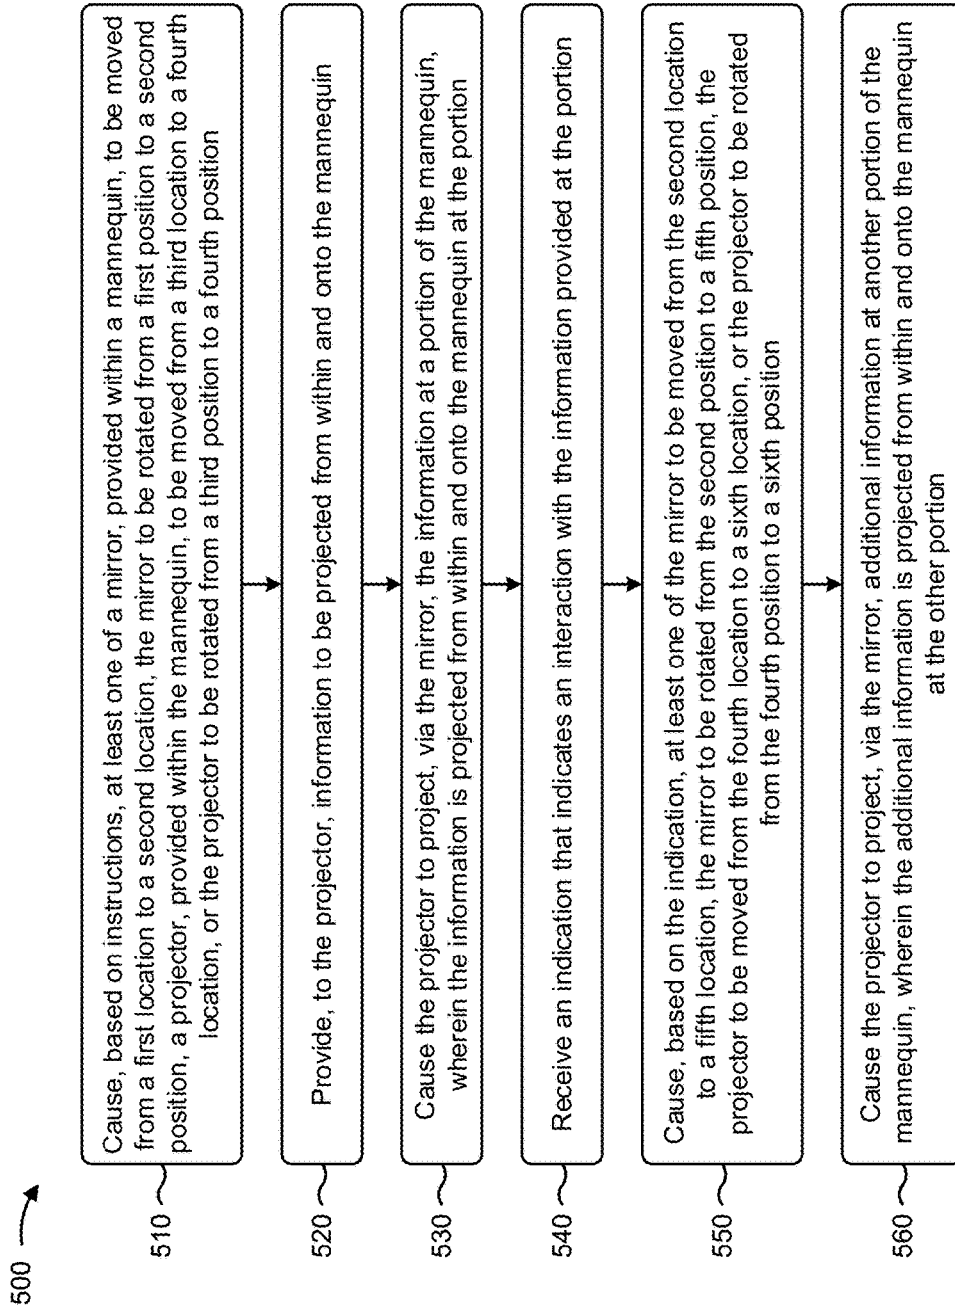 500
510
Cause, based on instructions, at least one of a mirror, provided within a mannequin, to be moved
from a first location to a second location, the mirror to be rotated from a first position to a second
position, a projector, provided within the mannequin, to be moved from a third location to a fourth
location, or the projector to be rotated from a third position to a fourth position
520
Provide, to the projector, information to be projected from within and onto the mannequin
530
Cause the projector to project, via the mirror, the information at a portion of the mannequin,
wherein the information is projected from within and onto the mannequin at the portion
540
Receive an indication that indicates an interaction with the information provided at the portion
550
Cause, based on the indication, at least one of the mirror to be moved from the second location
to a fifth location, the mirror to be rotated from the second position to a fifth position, the
projector to be moved from the fourth location to a sixth location, or the projector to be rotated
from the fourth position to a sixth position
560
Cause the projector to project, via the mirror, additional information at another portion of the
mannequin, wherein the additional information is projected from within and onto the mannequin
at the other portion